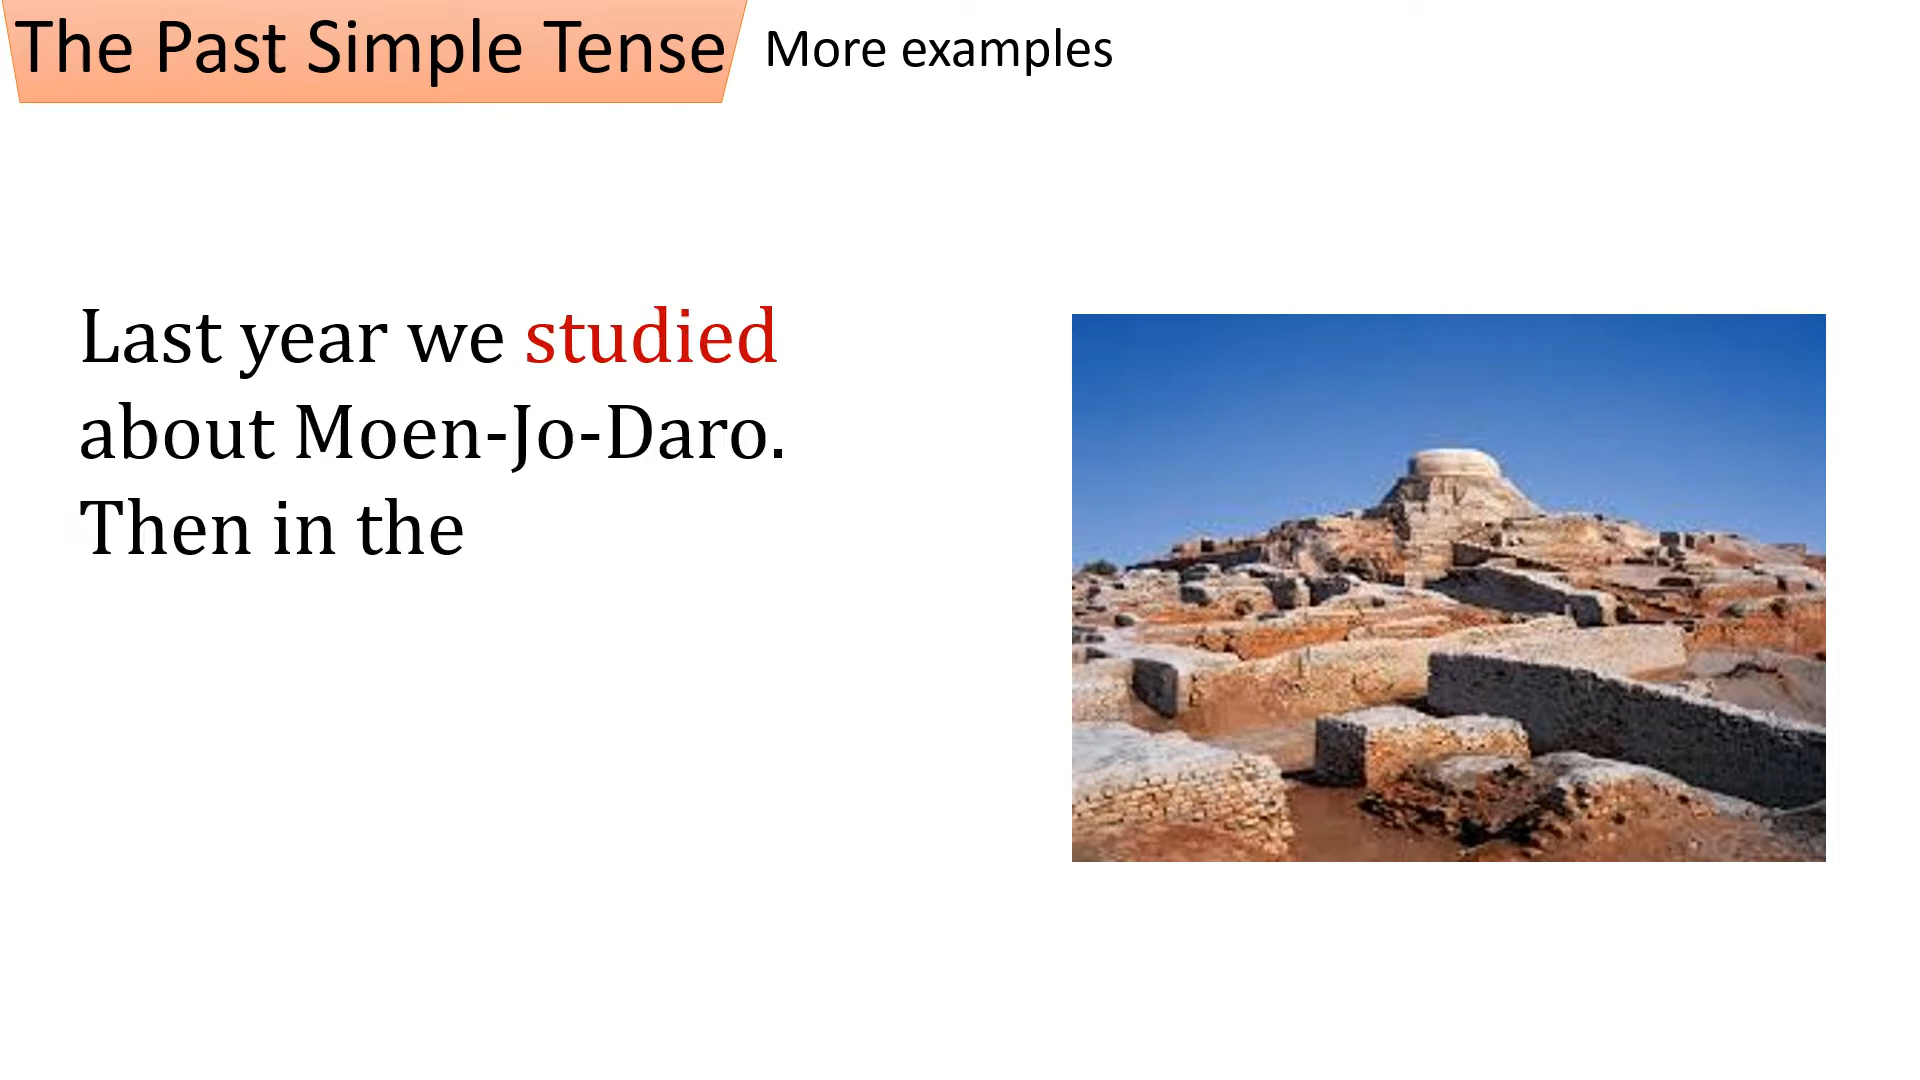 The Past Simple Tense
More examples
Last year we studied
about Moen-Jo-Daro.
Then in the